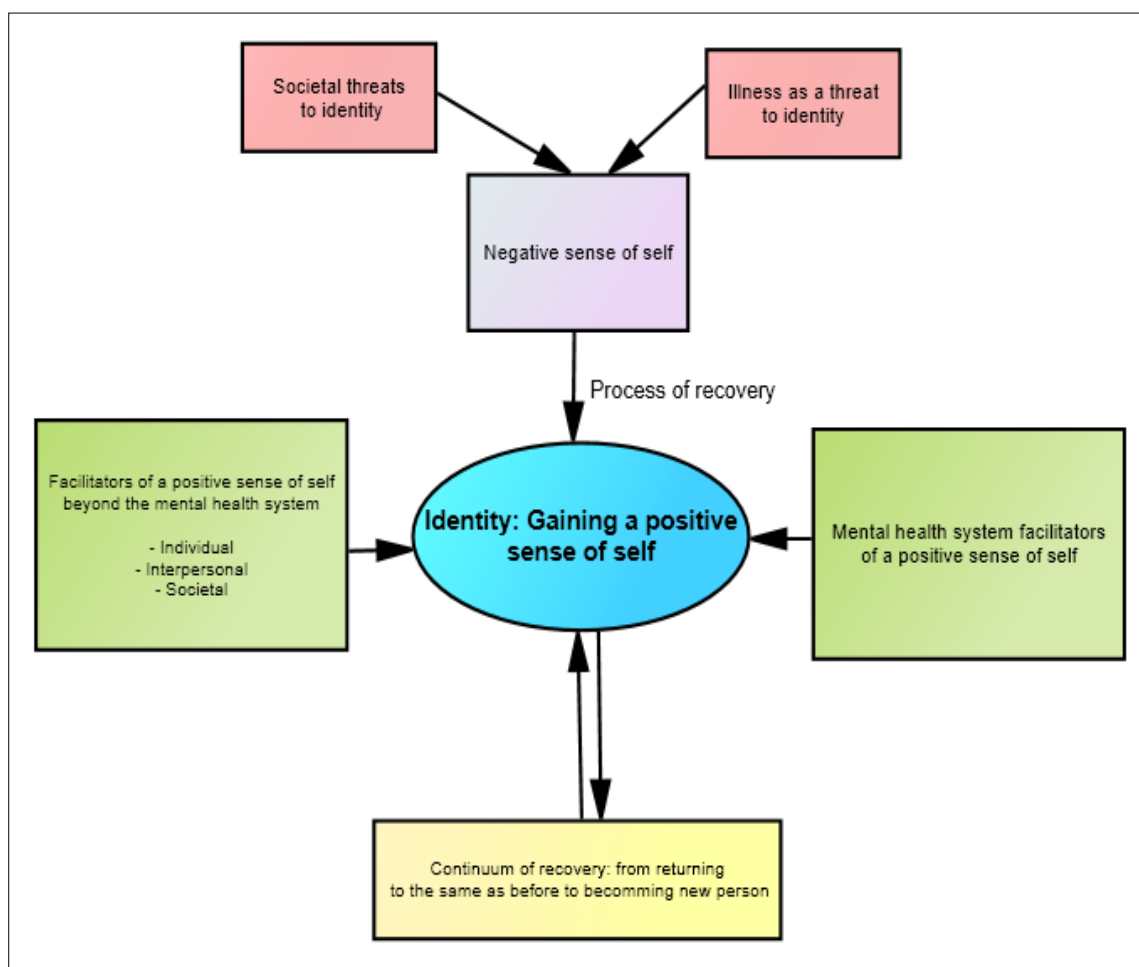 Societal threats
to identity
Illness as a threat
to identity
Negative sense of self
Process of recovery
Facilitators of a positive sense of self
beyond the mental health system
- Individual
- Interpersonal
- Societal
Identity: Gaining a positive
sense of self
Mental health system facilitators
of a positive sense of self
Continuum of recovery: from returning
to the same as before to becomming new person